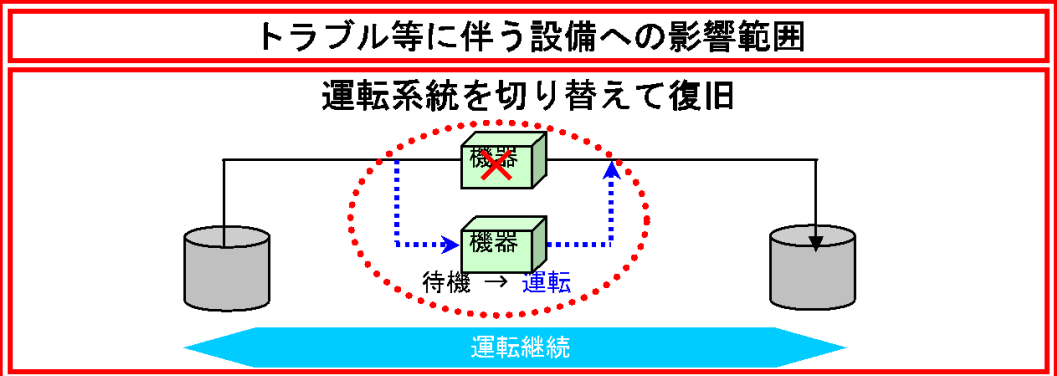 トラブル等に伴う設備への影響範囲
運転系統を切り替えて復旧
機器
機器
待機 → 運転
運転継続